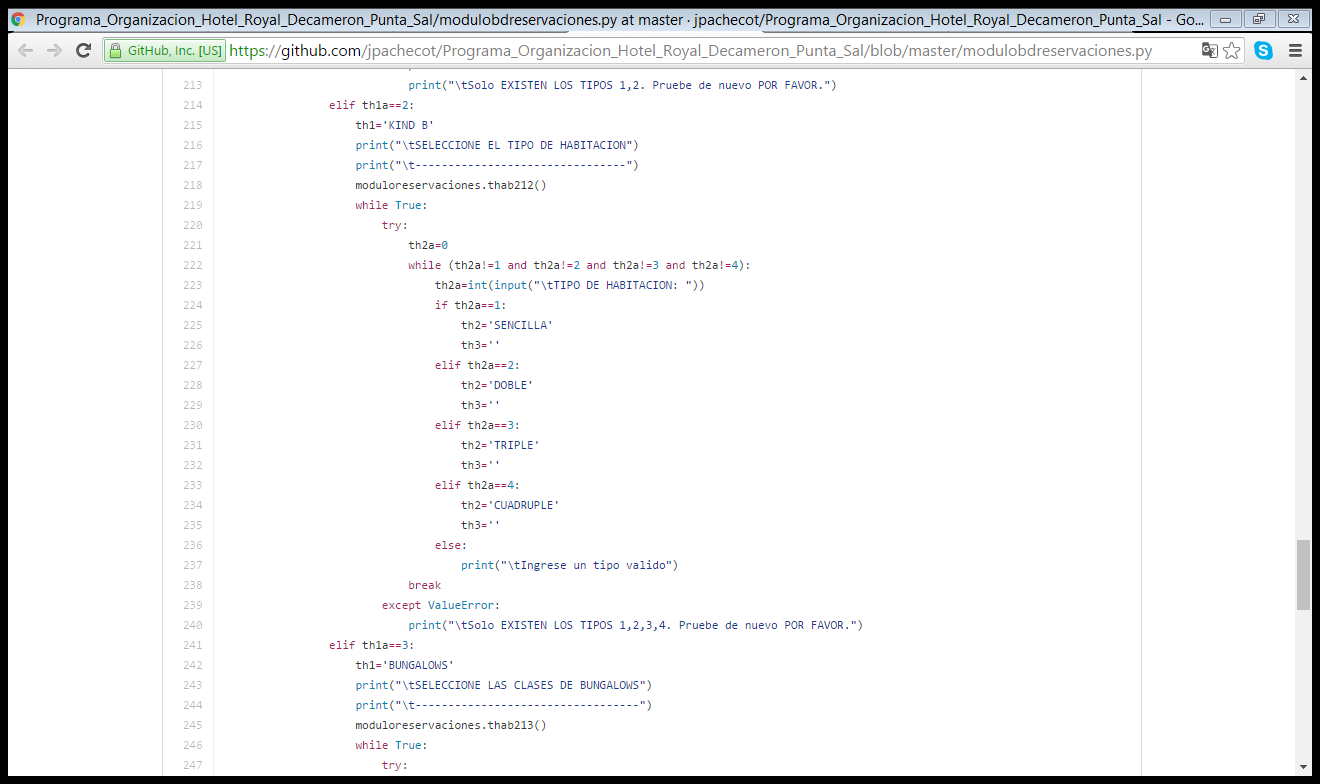 Programa_Organizacion_Hotel_Royal_Decameron_Punta_Sal/modulobdreservaciones.py at master · jpachecot/Programa_Organizacion_Hotel_Royal_Decameron_Punta_Sal - Go...
GitHub, Inc. [US] https://github.com/jpachecot/Programa_Organizacion_Hotel_Royal_Decameron_Punta_Sal/blob/master/modulobdreservaciones.py
213 print("\tSolo EXISTEN LOS TIPOS 1,2. Pruebe de nuevo POR FAVOR.")
214 elif th1a==2:
215 th1='KIND B'
216 print("\tSELECCIONE EL TIPO DE HABITACION")
217 print("\t--------------------------------")
218 moduloreservaciones.thab212()
219 while True:
220 try:
221 th2a=0
222 while (th2a!=1 and th2a!=2 and th2a!=3 and th2a!=4):
223 th2a=int(input("\tTIPO DE HABITACION: "))
224 if th2a==1:
225 th2='SENCILLA'
226 th3=''
227 elif th2a==2:
228 th2='DOBLE'
229 th3=''
230 elif th2a==3:
231 th2='TRIPLE'
232 th3=''
233 elif th2a==4:
234 th2='CUADRUPLE'
235 th3=''
236 else:
237 print("\tIngrese un tipo valido")
238 break
239 except ValueError:
240 print("\tSolo EXISTEN LOS TIPOS 1,2,3,4. Pruebe de nuevo POR FAVOR.")
241 elif th1a==3:
242 th1='BUNGALOWS'
243 print("\tSELECCIONE LAS CLASES DE BUNGALOWS")
244 print("\t----------------------------------")
245 moduloreservaciones.thab213()
246 while True:
247 try: